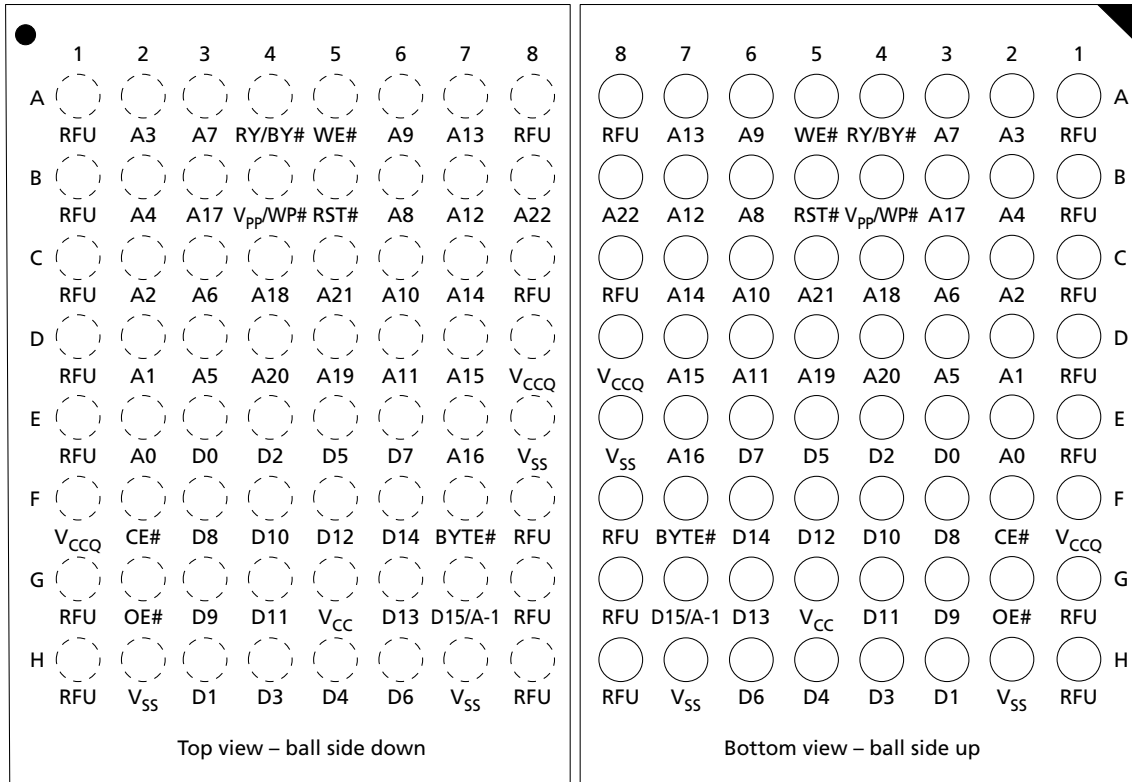 1 2 3 4 5 6 7 8
A
RFU A3 A7 RY/BY# WE# A9 A13 RFU
B
RFU A4 A17 VPP/WP# RST# A8 A12 A22
C
RFU A2 A6 A18 A21 A10 A14 RFU
D
RFU A1 A5 A20 A19 A11 A15 VCCQ
E
RFU A0 D0 D2 D5 D7 A16 VSS
F
VCCQ CE# D8 D10 D12 D14 BYTE# RFU
G
RFU OE# D9 D11 VCC D13 D15/A-1 RFU
H
RFU VSS D1 D3 D4 D6 VSS RFU
Top view – ball side down
8 7 6 5 4 3 2 1
A
RFU A13 A9 WE# RY/BY# A7 A3 RFU
B
A22 A12 A8 RST# VPP/WP# A17 A4 RFU
C
RFU A14 A10 A21 A18 A6 A2 RFU
D
VCCQ A15 A11 A19 A20 A5 A1 RFU
E
VSS A16 D7 D5 D2 D0 A0 RFU
F
RFU BYTE# D14 D12 D10 D8 CE# VCCQ
G
RFU D15/A-1 D13 VCC D11 D9 OE# RFU
H
RFU VSS D6 D4 D3 D1 VSS RFU
Bottom view – ball side up